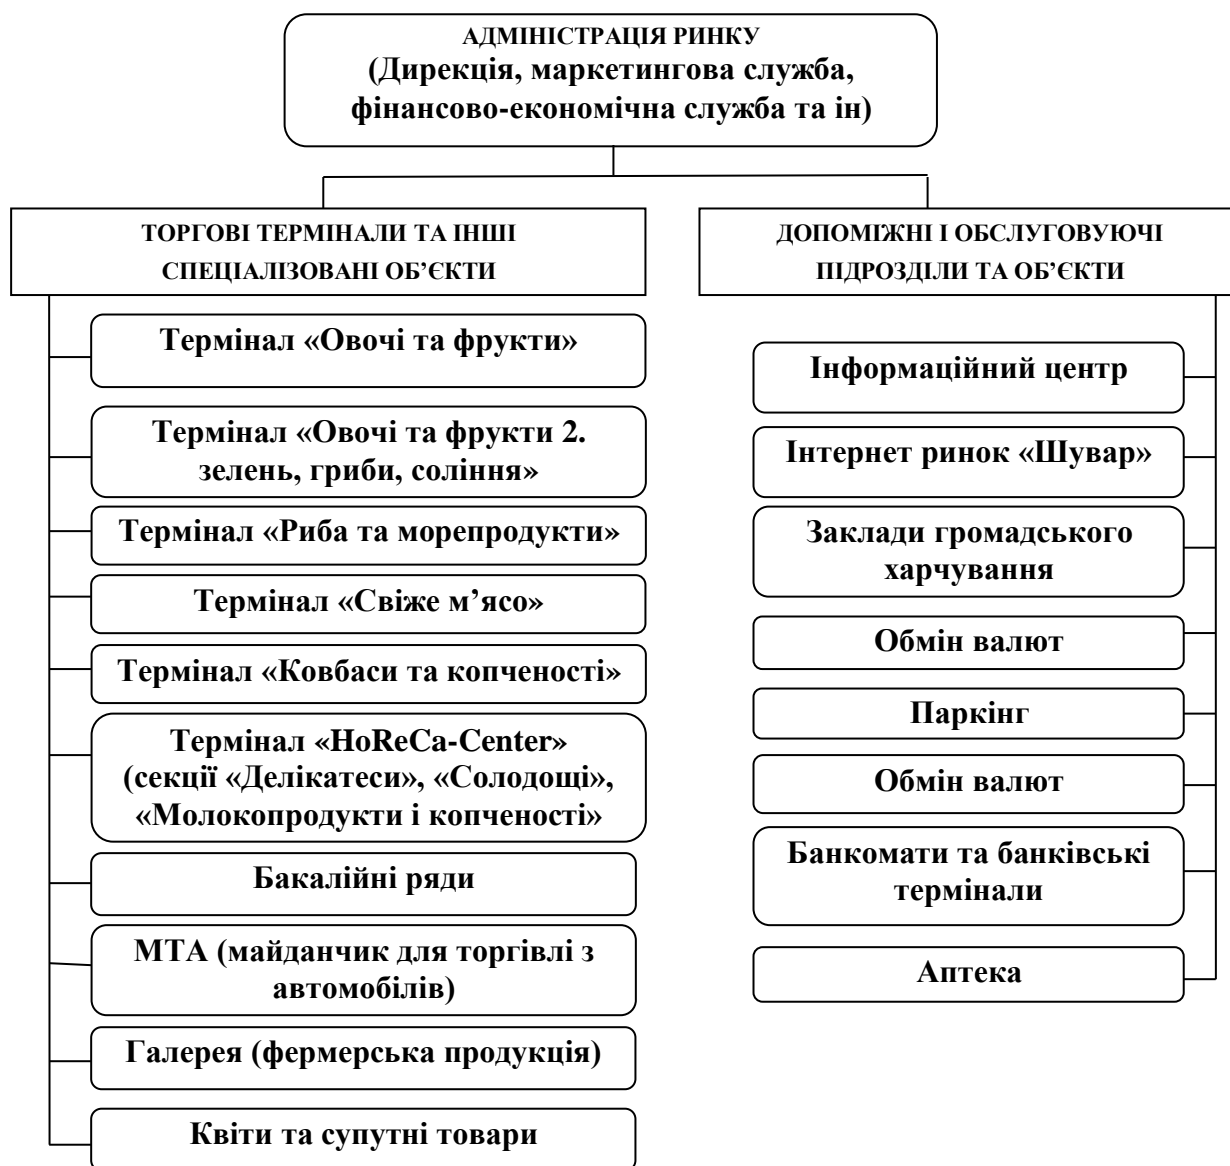 АДМІНІСТРАЦІЯ РИНКУ
(Дирекція, маркетингова служба,
фінансово-економічна служба та ін)
ТОРГОВІ ТЕРМІНАЛИ ТА ІНШІ
СПЕЦІАЛІЗОВАНІ ОБ’ЄКТИ
Термінал «Овочі та фрукти»
Термінал «Овочі та фрукти 2.
зелень, гриби, соління»
Термінал «Риба та морепродукти»
Термінал «Свіже м’ясо»
Термінал «Ковбаси та копченості»
Термінал «HoReCa-Center»
(секції «Делікатеси», «Солодощі»,
«Молокопродукти і копченості»
Бакалійні ряди
МТА (майданчик для торгівлі з
автомобілів)
Галерея (фермерська продукція)
Квіти та супутні товари
ДОПОМІЖНІ І ОБСЛУГОВУЮЧІ
ПІДРОЗДІЛИ ТА ОБ’ЄКТИ
Інформаційний центр
Інтернет ринок «Шувар»
Заклади громадського
харчування
Обмін валют
Паркінг
Обмін валют
Банкомати та банківські
термінали
Аптека